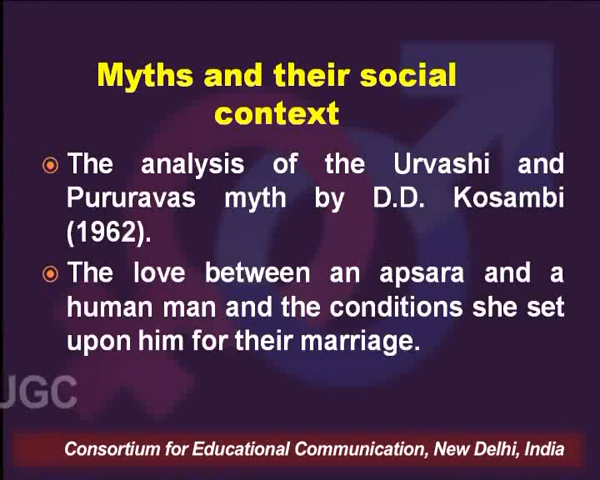 Myths and their social
context
The analysis of the Urvashi and
Pururavas myth by D.D. Kosambi
(1962).
The love between an apsara and a
human man and the conditions she set
upon him for their marriage.
JGC
Consortium for Educational Communication, New Delhi, India